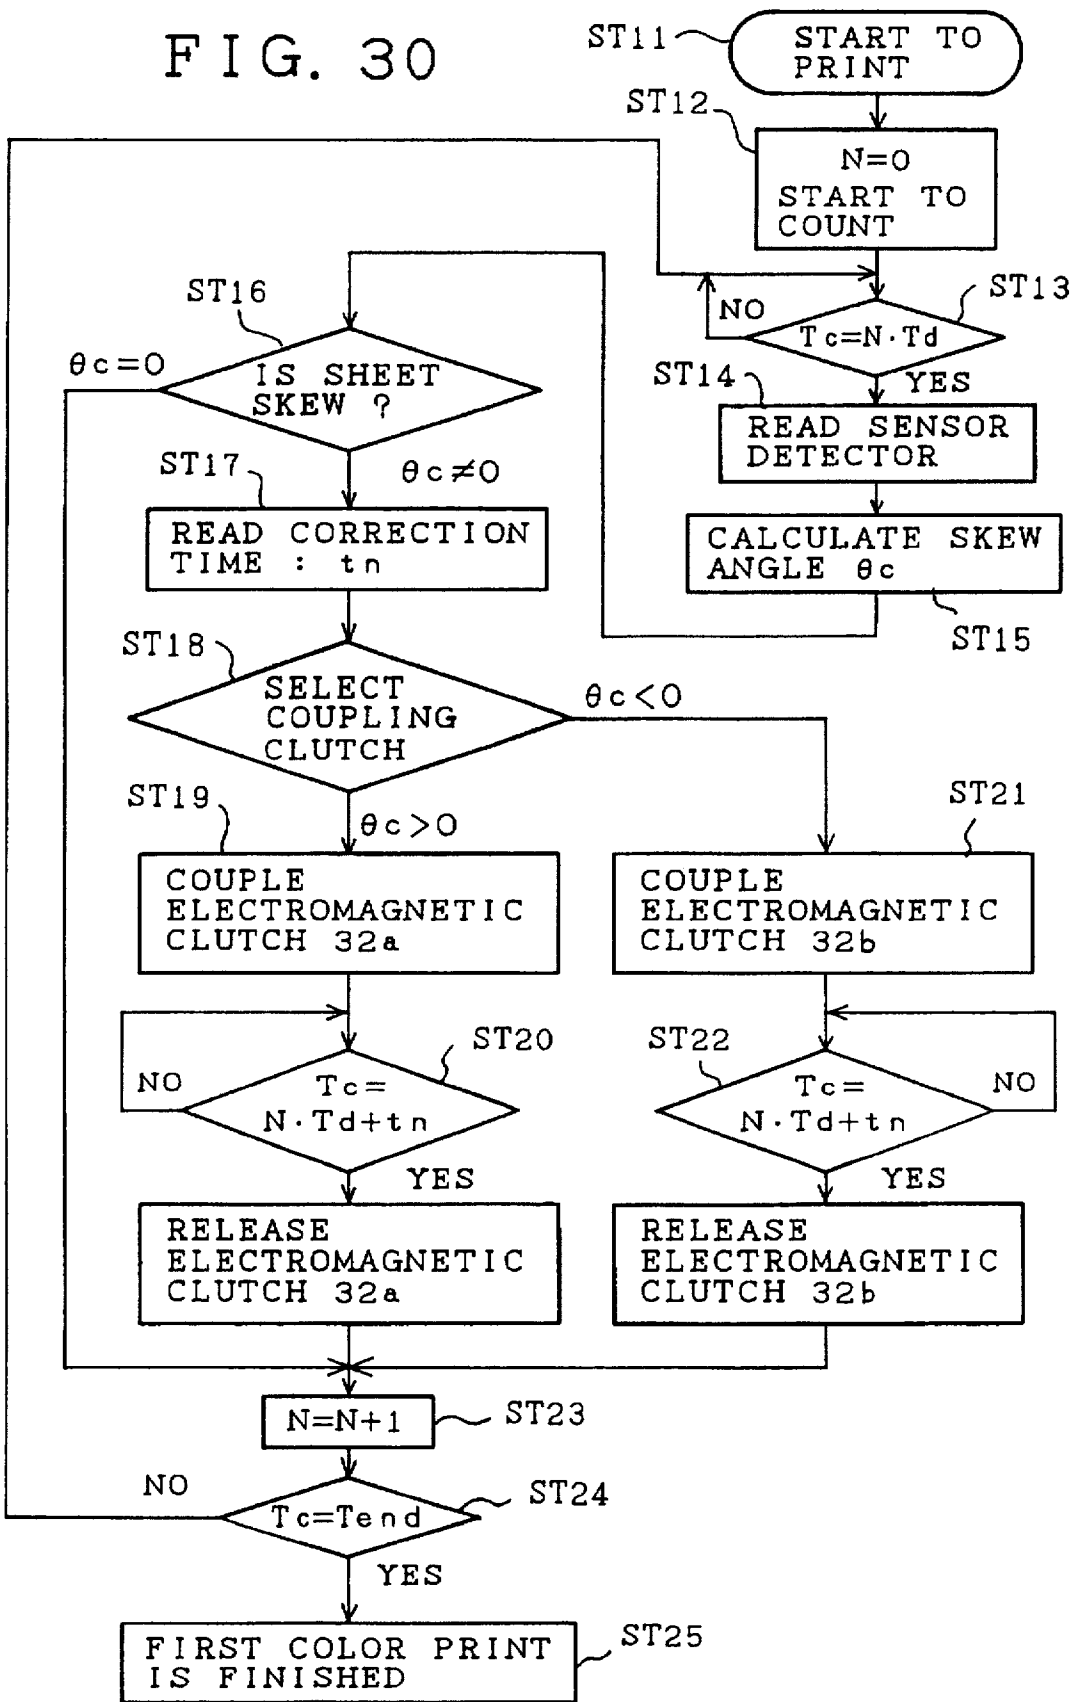 FIG. 30
ST11
START TO
PRINT
ST12
N=0
START TO
COUNT
ST13
NO
Tc=N·Td
YES
ST14
READ SENSOR
DETECTOR
CALCULATE SKEW
ANGLE θc
ST15
ST16
θc=0
IS SHEET
SKEW ?
θc≠0
ST17
READ CORRECTION
TIME : tn
ST18
SELECT
COUPLING
CLUTCH
θc<0
θc>0
ST19
COUPLE
ELECTROMAGNETIC
CLUTCH 32a
ST21
COUPLE
ELECTROMAGNETIC
CLUTCH 32b
ST20
NO
Tc=
N·Td+tn
YES
ST22
Tc=
N·Td+tn
NO
YES
RELEASE
ELECTROMAGNETIC
CLUTCH 32a
RELEASE
ELECTROMAGNETIC
CLUTCH 32b
N=N+1
ST23
NO
Tc=Tend
ST24
YES
FIRST COLOR PRINT
IS FINISHED
ST25